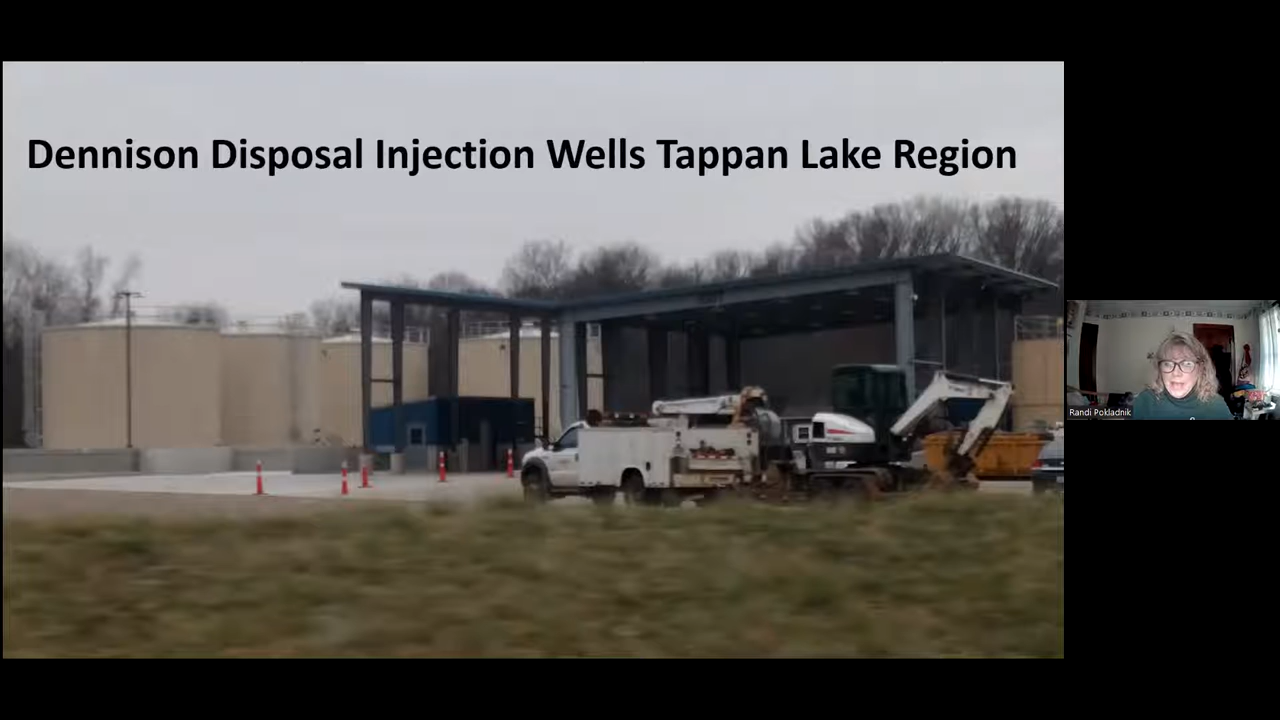 Dennison Disposal Injection Wells Tappan Lake Region
Randi Pokladnik